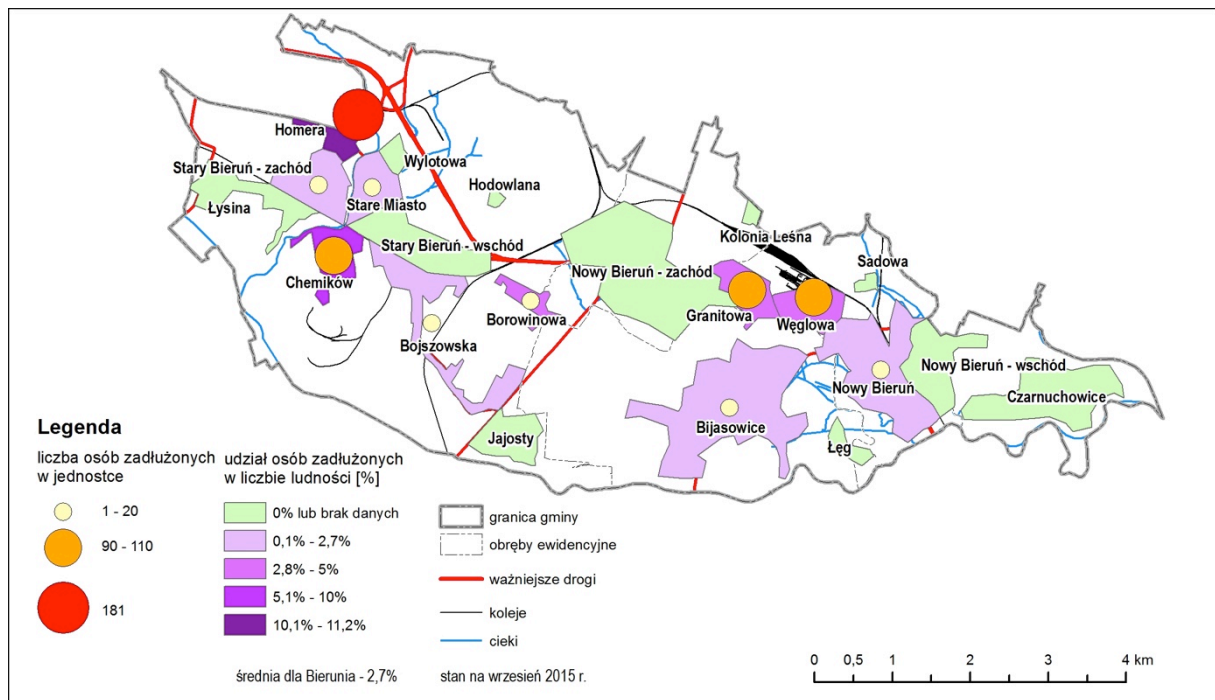 Homera
Stary Bieruń - zachód
Wylotowa
Hodowlana
Łysina
Stare Miasto
Stary Bieruń - wschód
Kolonia Leśna
Sadowa
Nowy Bieruń - zachód
Chemików
Granitowa
Węglowa
Borowinowa
Bojszowska
Nowy Bieruń - wschód
Nowy Bieruń
Czarnuchowice
Bijasowice
Jajosty
Łęg
Legenda
liczba osób zadłużonych
w jednostce
1 - 20
90 - 110
181
udział osób zadłużonych
w liczbie ludności [%]
0% lub brak danych
0,1% - 2,7%
2,8% - 5%
5,1% - 10%
10,1% - 11,2%
średnia dla Bierunia - 2,7%
granica gminy
obręby ewidencyjne
ważniejsze drogi
koleje
cieki
stan na wrzesień 2015 r.
0 0,5 1 2 3 4 km